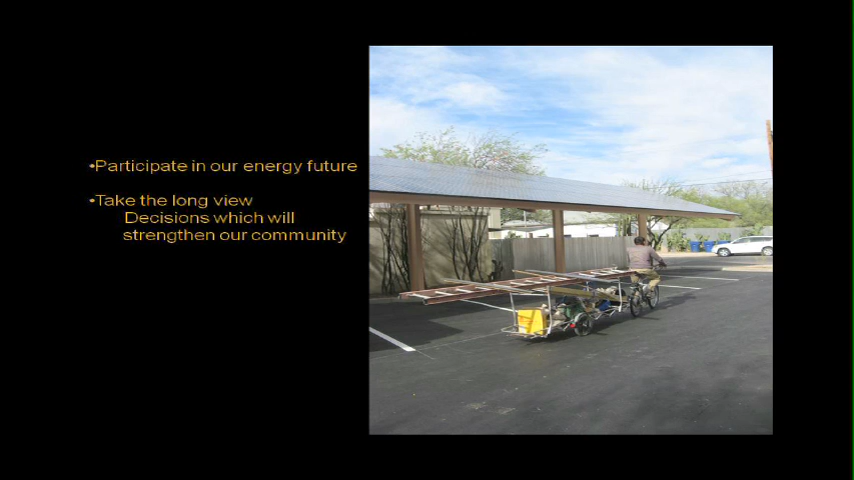 •Participate in our energy future
•Take the long view
Decisions which will
strengthen our community